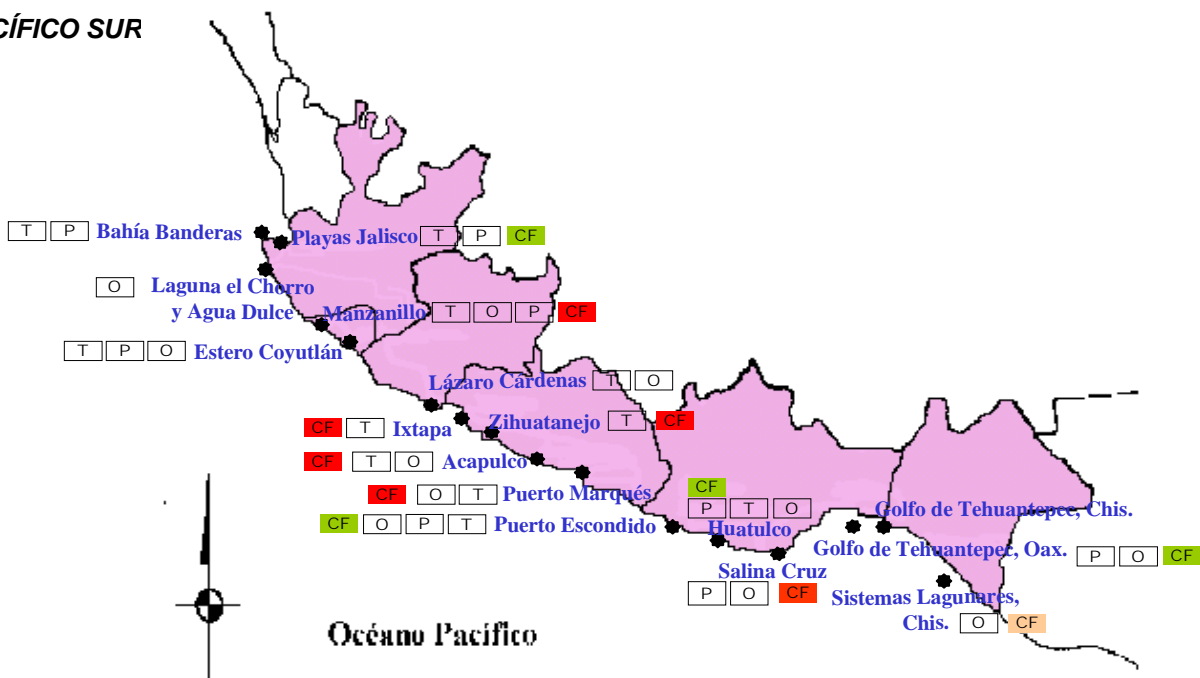 CÍFICO SUR
T P Bahía Banderas
Playas Jalisco T P CF
O Laguna el Chorro
y Agua Dulce
Manzanillo T O P CF
T P O Estero Coyutlán
Lázaro Cárdenas T O
CF T Ixtapa
Zihuatanejo T CF
CF T O Acapulco
CF O T Puerto Marqués
CF O P T Puerto Escondido
CF
P T O
Huatulco
Golfo de Tehuantepec, Chis.
Golfo de Tehuantepec, Oax. P O CF
Salina Cruz
P O CF
Sistemas Lagunares,
Chis. O CF
Océano Pacífico